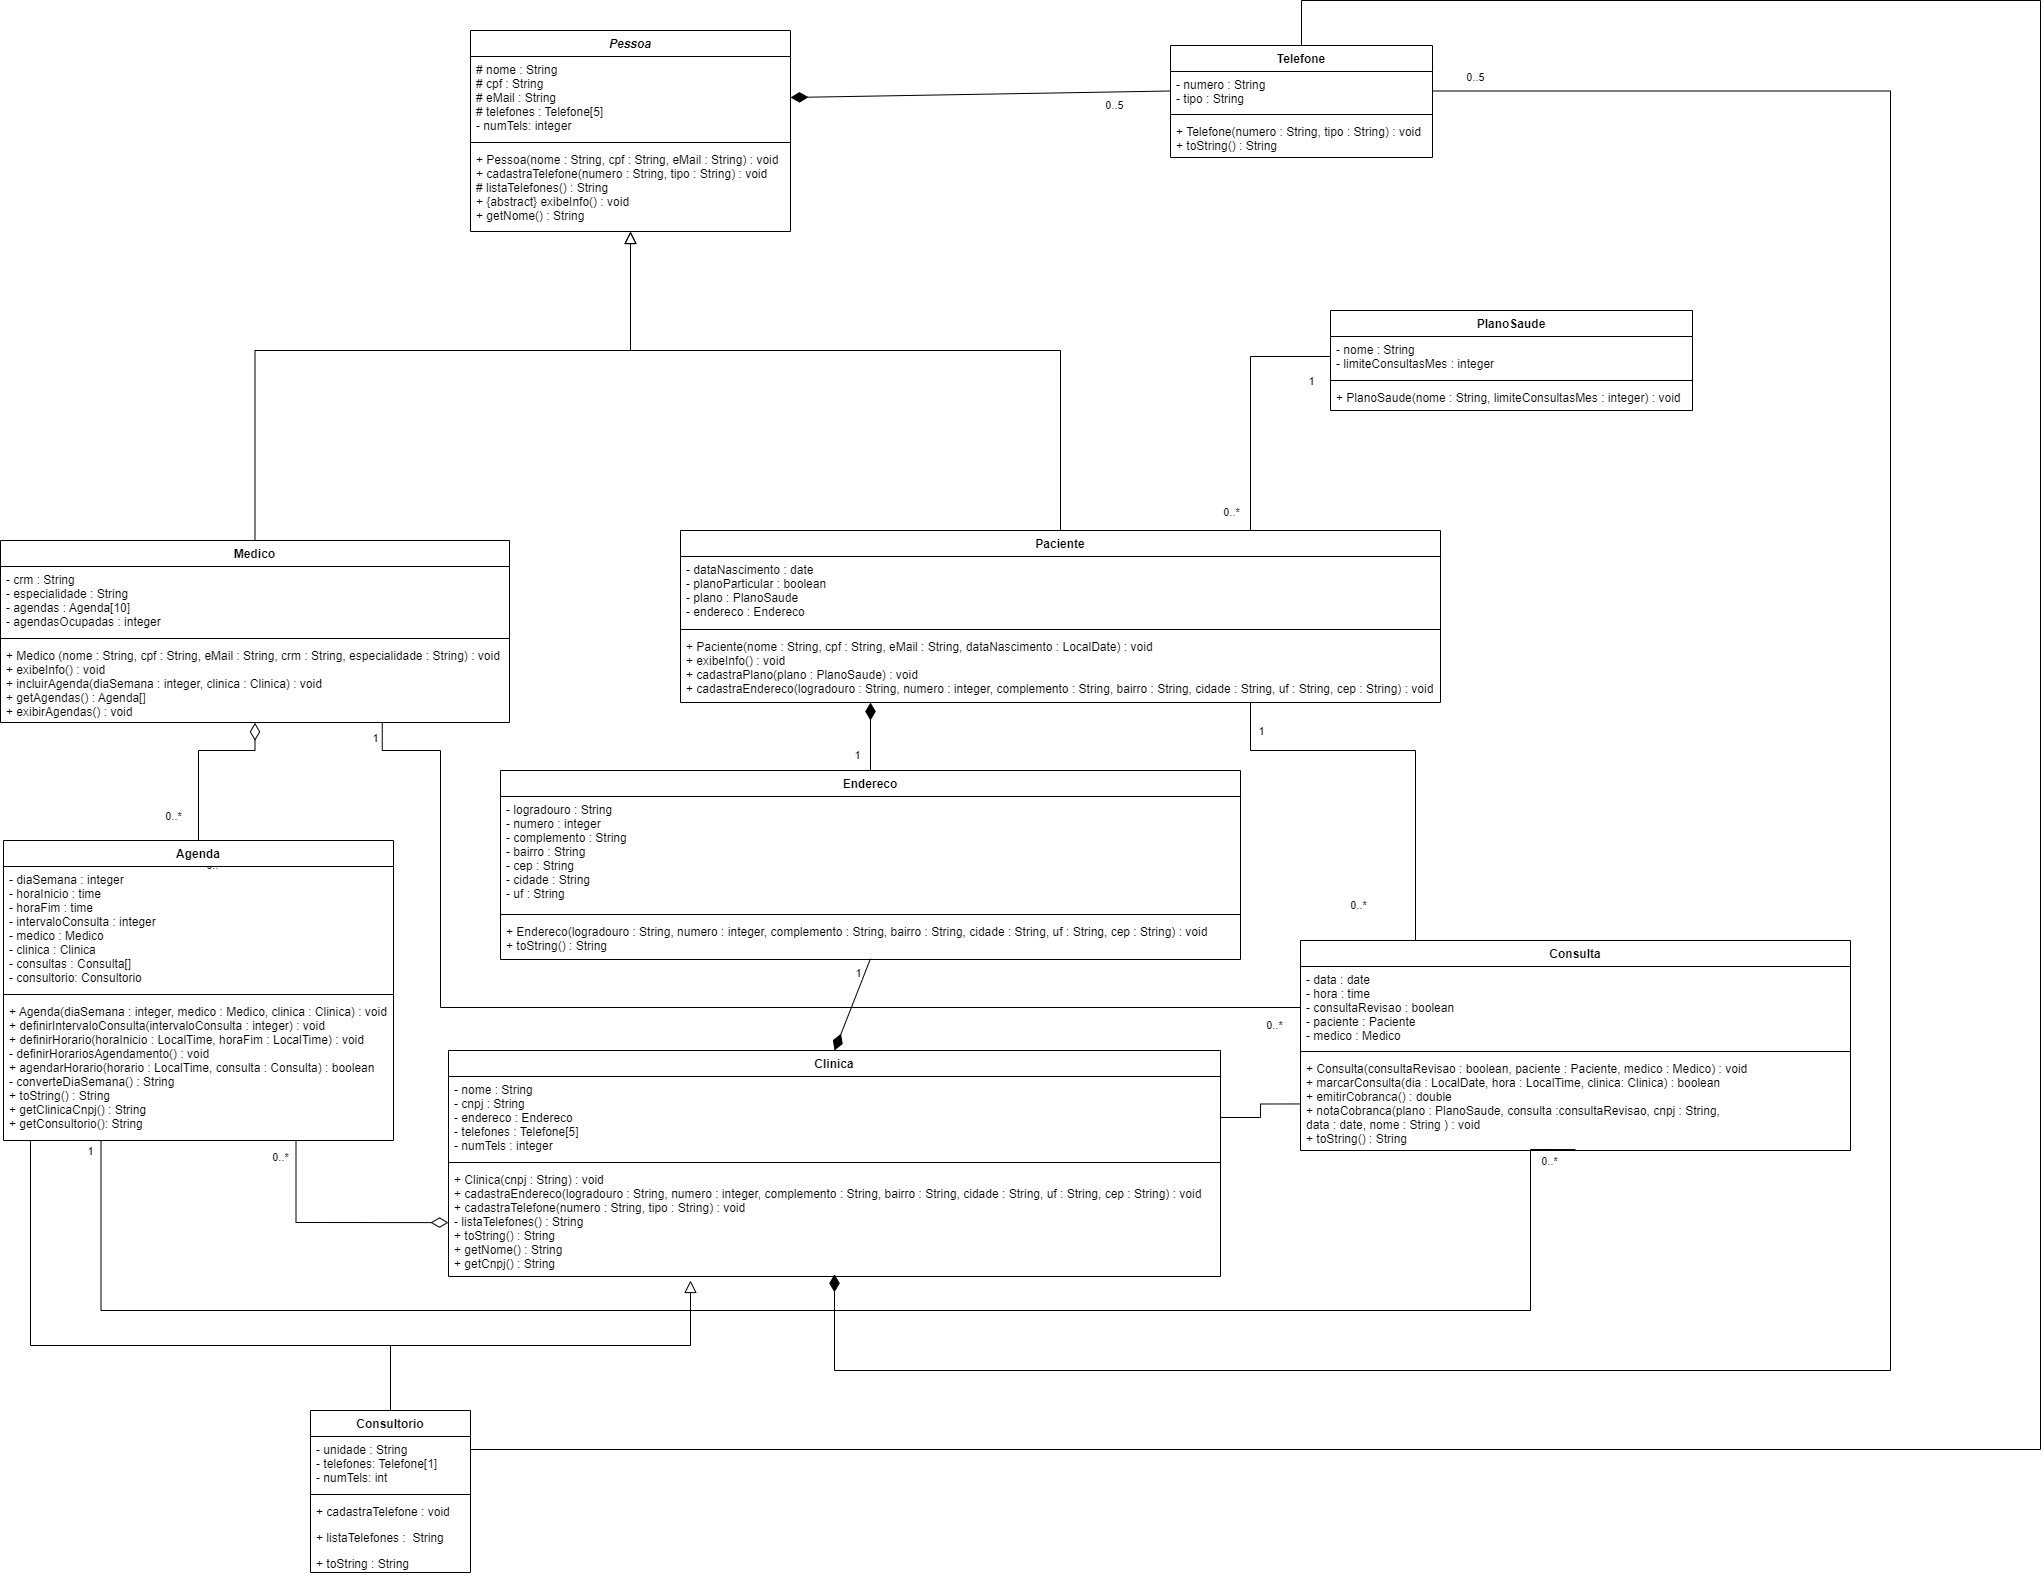 Pessoa
# nome : String
# cpf : String
# eMail : String
# telefones : Telefone[5]
- numTels: integer
+ Pessoa(nome : String, cpf : String, eMail : String) : void
+ cadastraTelefone(numero : String, tipo : String) : void
# listaTelefones() : String
+ {abstract} exibeInfo() : void
+ getNome() : String
0..5
Telefone
- numero : String
- tipo : String
+ Telefone(numero : String, tipo : String) : void
+ toString() : String
0..5
PlanoSaude
- nome : String
- limiteConsultasMes : integer
+ PlanoSaude(nome : String, limiteConsultasMes : integer) : void
1
0..*
Medico
- crm : String
- especialidade : String
- agendas : Agenda[10]
- agendasOcupadas : integer
+ Medico (nome : String, cpf : String, eMail : String, crm : String, especialidade : String) : void
+ exibeInfo() : void
+ incluirAgenda(diaSemana : integer, clinica : Clinica) : void
+ getAgendas() : Agenda[]
+ exibirAgendas() : void
Paciente
- dataNascimento : date
- planoParticular : boolean
- plano : PlanoSaude
- endereco : Endereco
+ Paciente(nome : String, cpf : String, eMail : String, dataNascimento : LocalDate) : void
+ exibeInfo() : void
+ cadastraPlano(plano : PlanoSaude) : void
+ cadastraEndereco(logradouro : String, numero : integer, complemento : String, bairro : String, cidade : String, uf : String, cep : String) : void
1
1
1
0..*
Endereco
- logradouro : String
- numero : integer
- complemento : String
- bairro : String
- cep : String
- cidade : String
- uf : String
+ Endereco(logradouro : String, numero : integer, complemento : String, bairro : String, cidade : String, uf : String, cep : String) : void
+ toString() : String
1
Agenda
- diaSemana : integer
- horaInicio : time
- horaFim : time
- intervaloConsulta : integer
- medico : Medico
- clinica : Clinica
- consultas : Consulta[]
- consultorio: Consultorio
+ Agenda(diaSemana : integer, medico : Medico, clinica : Clinica) : void
+ definirIntervaloConsulta(intervaloConsulta : integer) : void
+ definirHorario(horaInicio : LocalTime, horaFim : LocalTime) : void
- definirHorariosAgendamento() : void
+ agendarHorario(horario : LocalTime, consulta : Consulta) : boolean
- converteDiaSemana() : String
+ toString() : String
+ getClinicaCnpj() : String
+ getConsultorio(): String
1
0..*
0..*
0..*
Consulta
- data : date
- hora : time
- consultaRevisao : boolean
- paciente : Paciente
- medico : Medico
+ Consulta(consultaRevisao : boolean, paciente : Paciente, medico : Medico) : void
+ marcarConsulta(dia : LocalDate, hora : LocalTime, clinica: Clinica) : boolean
+ emitirCobranca() : double
+ notaCobranca(plano : PlanoSaude, consulta :consultaRevisao, cnpj : String,
data : date, nome : String ) : void
+ toString() : String
0..*
Clinica
- nome : String
- cnpj : String
- endereco : Endereco
- telefones : Telefone[5]
- numTels : integer
+ Clinica(cnpj : String) : void
+ cadastraEndereco(logradouro : String, numero : integer, complemento : String, bairro : String, cidade : String, uf : String, cep : String) : void
+ cadastraTelefone(numero : String, tipo : String) : void
- listaTelefones() : String
+ toString() : String
+ getNome() : String
+ getCnpj() : String
Consultorio
- unidade : String
- telefones: Telefone[1]
- numTels: int
+ cadastraTelefone : void
+ listaTelefones :  String
+ toString : String